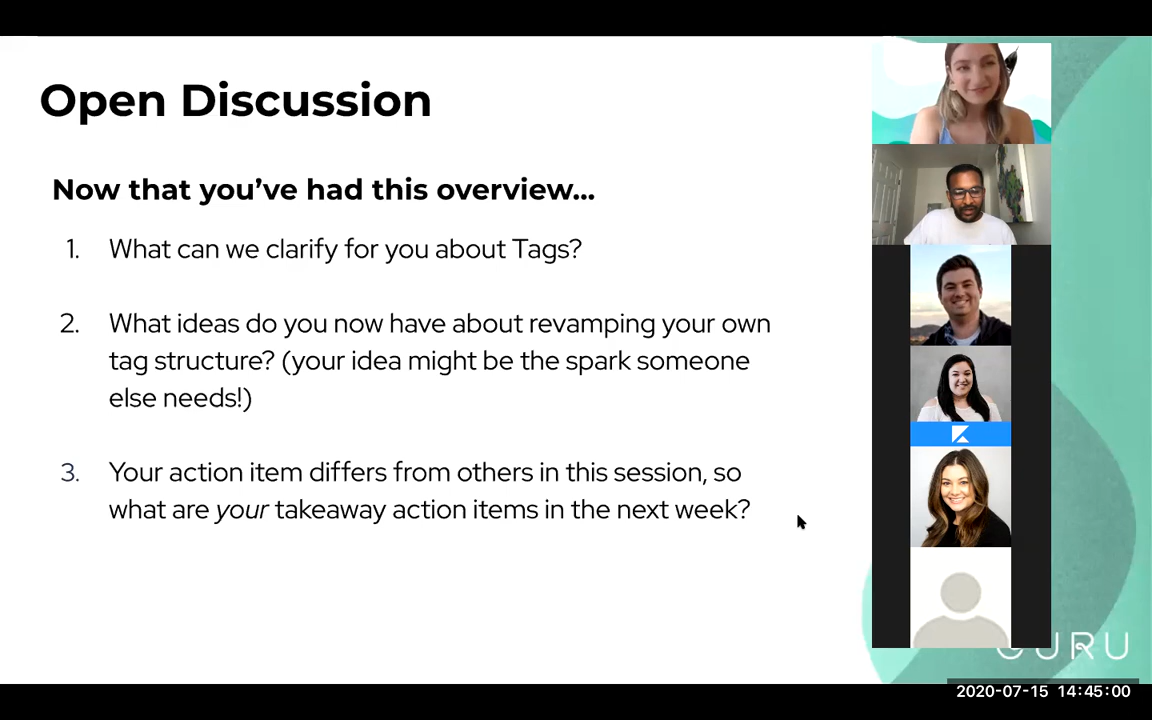 Open Discussion
Now that you’ve had this overview...
1. What can we clarify for you about Tags?
2. What ideas do you now have about revamping your own
tag structure? (your idea might be the spark someone
else needs!)
3. Your action item differs from others in this session, so
what are your takeaway action items in the next week?
GURU
2020-07-15 14:45:00